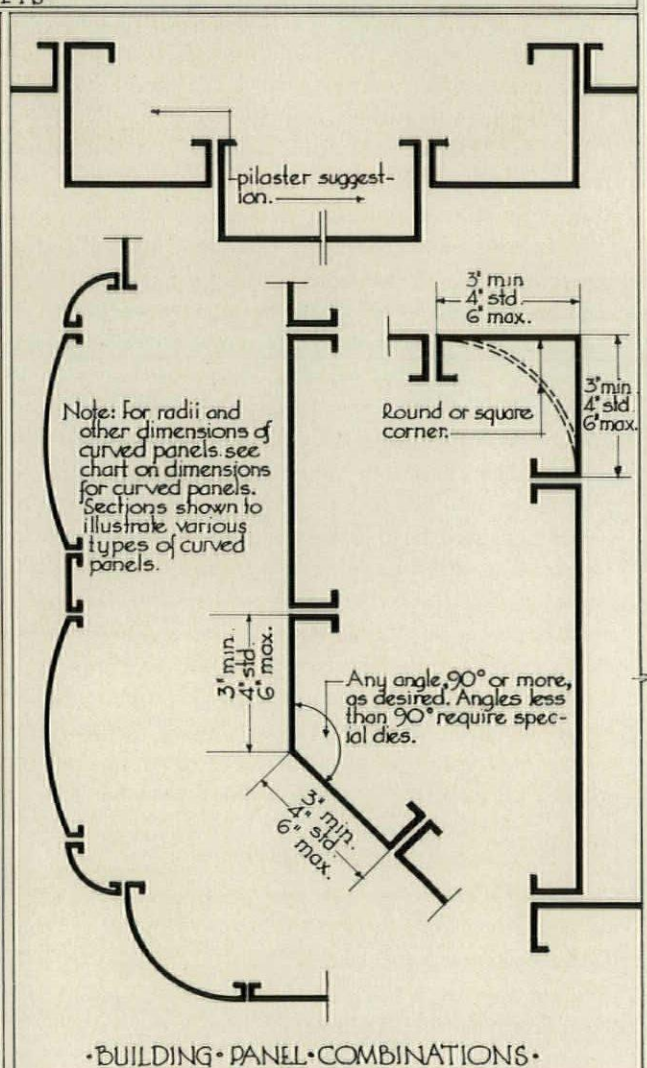 pilaster suggest-
ion.
3" min
4" std.
6" max.
3" min
4" std.
6" max.
Round or square
corner.
Note: For radii and
other dimensions of
curved panels. see
chart on dimensions
for curved panels.
Sections shown to
illustrate various
types of curved
panels.
3" min.
4" std.
6" max.
Any angle, 90° or more,
as desired. Angles less
than 90° require spec-
ial dies.
3" min.
4" std.
6" max.
·BUILDING·PANEL·COMBINATIONS·